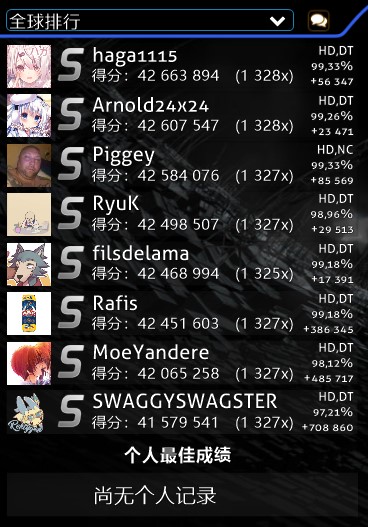 全球排行
haga1115
HD,DT
得分: 42 663 894 (1 328x)
99,33%
+56 347
Arnold24x24
HD,DT
得分: 42 607 547 (1 328x)
99,26%
+23 471
Piggey
HD,NC
得分: 42 584 076 (1 327x)
99,33%
+85 569
RyuK
HD,DT
得分: 42 498 507 (1 327x)
98,96%
+29 513
filsdelama
HD,DT
得分: 42 468 994 (1 325x)
99,18%
+17 391
Rafis
HD,DT
得分: 42 451 603 (1 327x)
99,18%
+386 345
MoeYandere
HD,DT
得分: 42 065 258 (1 327x)
98,12%
+485 717
SWAGGYSWAGSTER
HD,DT
得分: 41 579 541 (1 327x)
97,21%
+708 860
个人最佳成绩
尚无个人记录